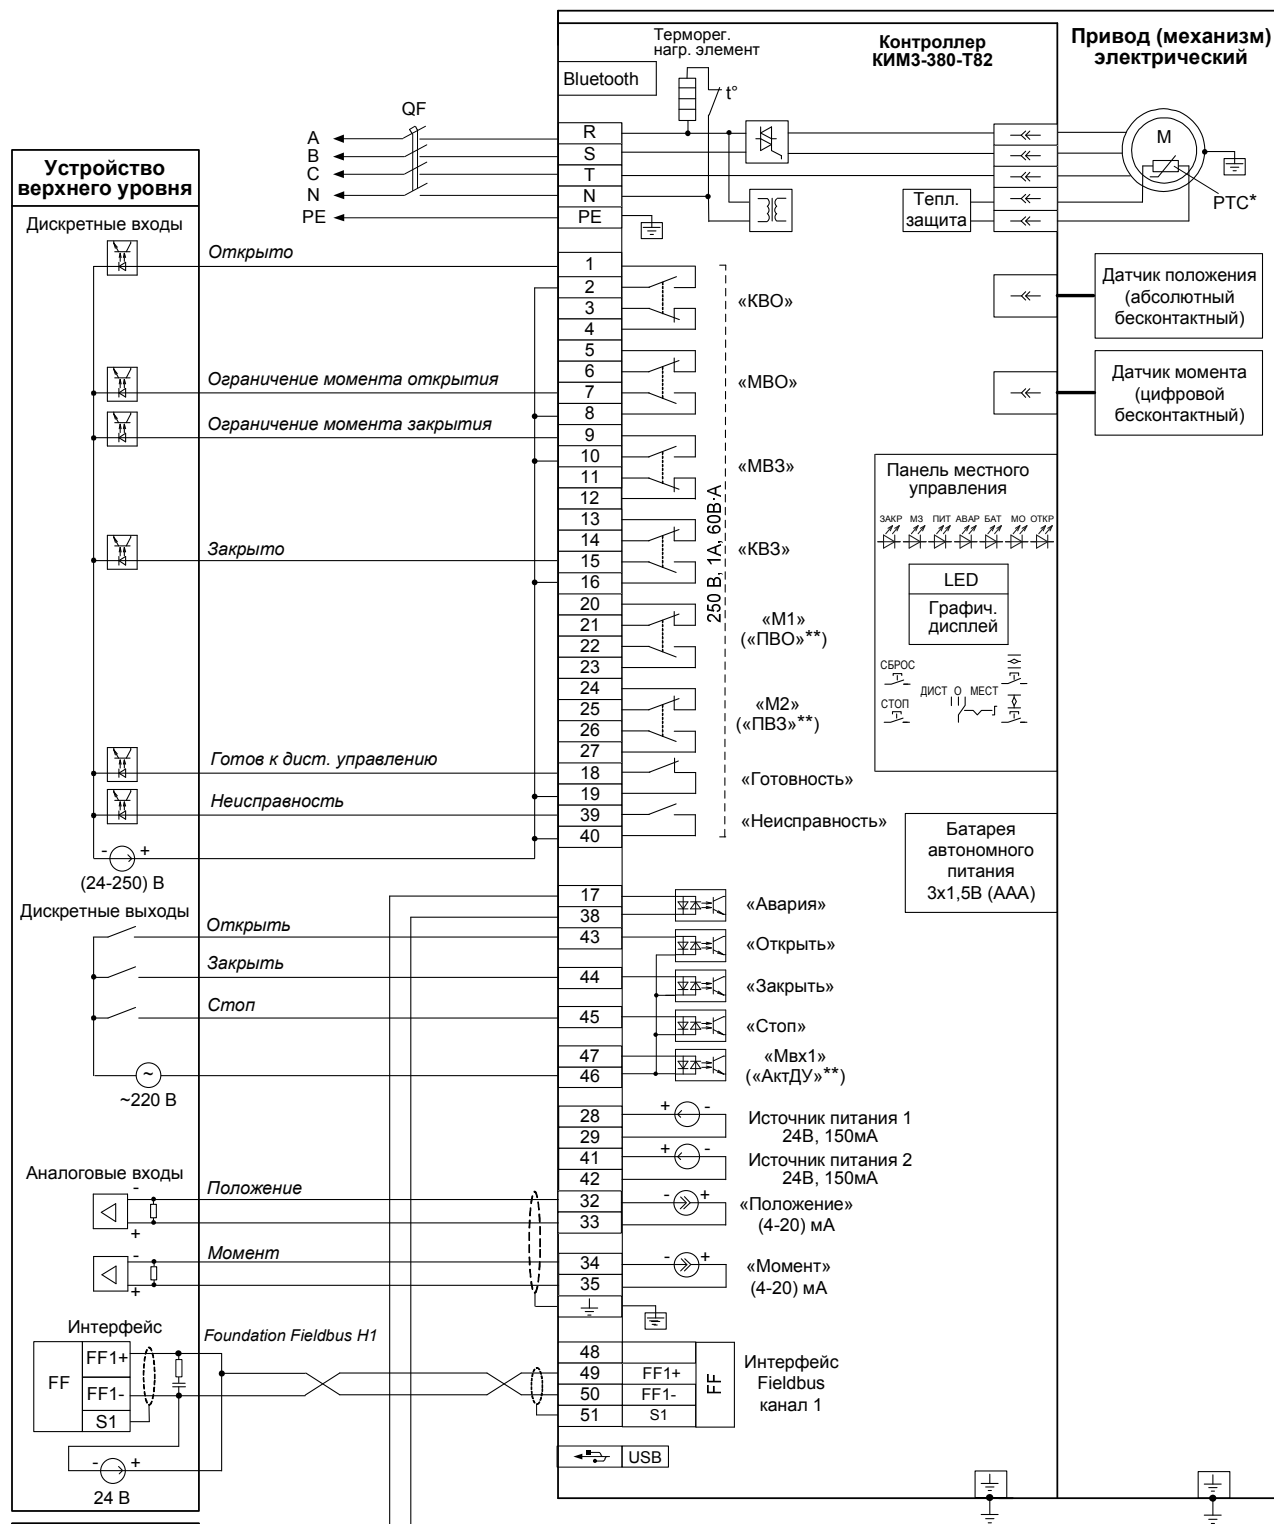 Терморег.
нагр. элемент
Контроллер
КИМ3-380-Т82
Привод (механизм)
электрический
Bluetooth
t°
QF
A
B
C
N
PE
R
S
T
N
PE
M
Тепл.
защита
РТС*
Устройство
верхнего уровня
Дискретные входы
Открыто
1
2
3
4
«КВО»
Датчик положения
(абсолютный
бесконтактный)
5
6
7
8
Ограничение момента открытия
«МВО»
Датчик момента
(цифровой
бесконтактный)
Ограничение момента закрытия
9
10
11
12
«МВЗ»
Панель местного
управления
ЗАКР МЗ ПИТ АВАР БАТ МО ОТКР
13
14
15
16
Закрыто
«КВЗ»
250 В, 1А, 60В·А
LED
Графич.
дисплей
20
21
22
23
«М1»
(«ПВО»**)
СБРОС
ДИСТ О МЕСТ
СТОП
24
25
26
27
«М2»
(«ПВЗ»**)
Готов к дист. управлению
18
19
«Готовность»
Неисправность
39
40
«Неисправность»
Батарея
автономного
питания
3х1,5В (ААА)
- +
(24-250) В
Дискретные выходы
17
38
«Авария»
Открыть
43
«Открыть»
Закрыть
44
«Закрыть»
Стоп
45
«Стоп»
47
46
«Мвх1»
(«АктДУ»**)
~
~220 В
28
29
+ -
Источник питания 1
24В, 150мА
41
42
+ -
Источник питания 2
24В, 150мА
Аналоговые входы
-
+
Положение
32
33
- +
«Положение»
(4-20) мА
-
+
Момент
34
35
- +
«Момент»
(4-20) мА
Интерфейс
Foundation Fieldbus H1
FF
FF1+
FF1-
S1
48
49
50
51
FF1+
FF1-
S1
FF
Интерфейс
Fieldbus
канал 1
- +
24 В
USB